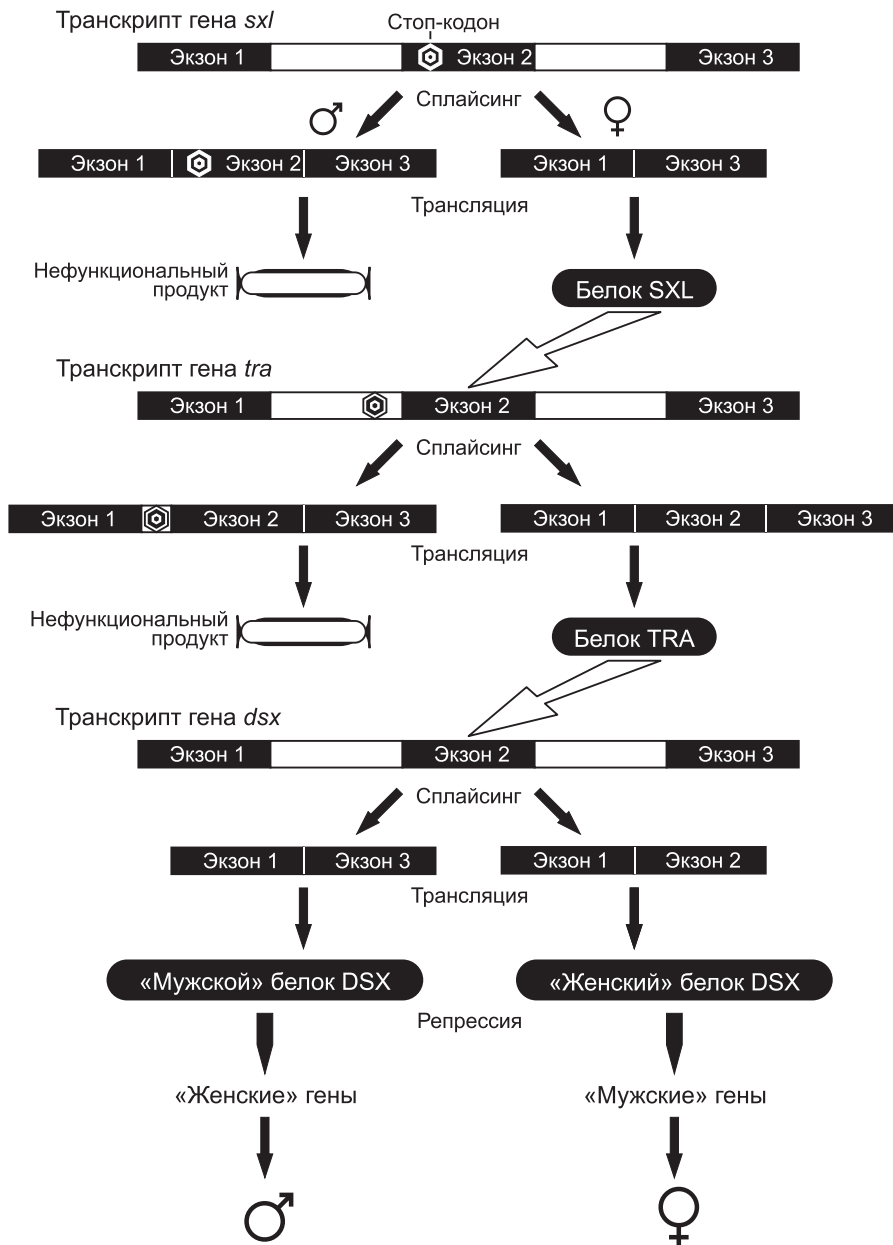 Транскрипт гена sxl
Стоп-кодон
Экзон 1 Экзон 2 Экзон 3
Сплайсинг
♂ ♀
Экзон 1 Экзон 2 Экзон 3 Экзон 1 Экзон 3
Трансляция
Нефункциональный
продукт
Белок SXL
Транскрипт гена tra
Экзон 1 Экзон 2 Экзон 3
Сплайсинг
Экзон 1 Экзон 2 Экзон 3 Экзон 1 Экзон 2 Экзон 3
Трансляция
Нефункциональный
продукт
Белок TRA
Транскрипт гена dsx
Экзон 1 Экзон 2 Экзон 3
Сплайсинг
Экзон 1 Экзон 3 Экзон 1 Экзон 2
Трансляция
«Мужской» белок DSX «Женский» белок DSX
Репрессия
«Женские» гены «Мужские» гены
♂ ♀